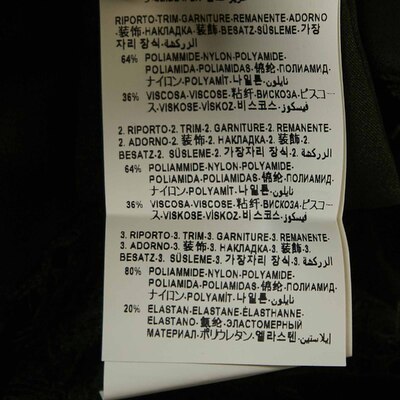 RIPORTO-TRIM-GARNITURE-REMANENTE-ADORNO
-装饰-НАКЛАДКА-装飾-BESATZ-SÜSLEME-가장
자리 장식-الزركشة
64% POLIAMMIDE-NYLON-POLYAMIDE-
POLIAMIDA-POLIAMIDAS-锦纶-ПОЛИАМИД-
ナイロン-POLYAMİT-나일론-نايلون
36% VISCOSA-VISCOSE-粘纤-ВИСКОЗА-ビスコー
ス-VISKOSE-VİSKOZ-비스코스-فيسكوز
2. RIPORTO-2. TRIM-2. GARNITURE-2. REMANENTE-
2. ADORNO-2. 装饰-2. НАКЛАДКА-2. 装飾-2.
BESATZ-2. SÜSLEME-2. 가장자리 장식-2. الزركشة
64% POLIAMMIDE-NYLON-POLYAMIDE-
POLIAMIDA-POLIAMIDAS-锦纶-ПОЛИАМИД-
ナイロン-POLYAMİT-나일론-نايلون
36% VISCOSA-VISCOSE-粘纤-ВИСКОЗА-ビスコー
ス-VISKOSE-VİSKOZ-비스코스-فيسكوز
3. RIPORTO-3. TRIM-3. GARNITURE-3. REMANENTE-
3. ADORNO-3. 装饰-3. НАКЛАДКА-3. 装飾-3.
BESATZ-3. SÜSLEME-3. 가장자리 장식-3. الزركشة
80% POLIAMMIDE-NYLON-POLYAMIDE-
POLIAMIDA-POLIAMIDAS-锦纶-ПОЛИАМИД-
ナイロン-POLYAMİT-나일론-نايلون
20% ELASTAN-ELASTANE-ÉLASTHANNE-
ELASTANO-氨纶-ЭЛАСТОМЕРНЫЙ
МАТЕРИАЛ-ポリウレタン-엘라스텐-إيلاستين